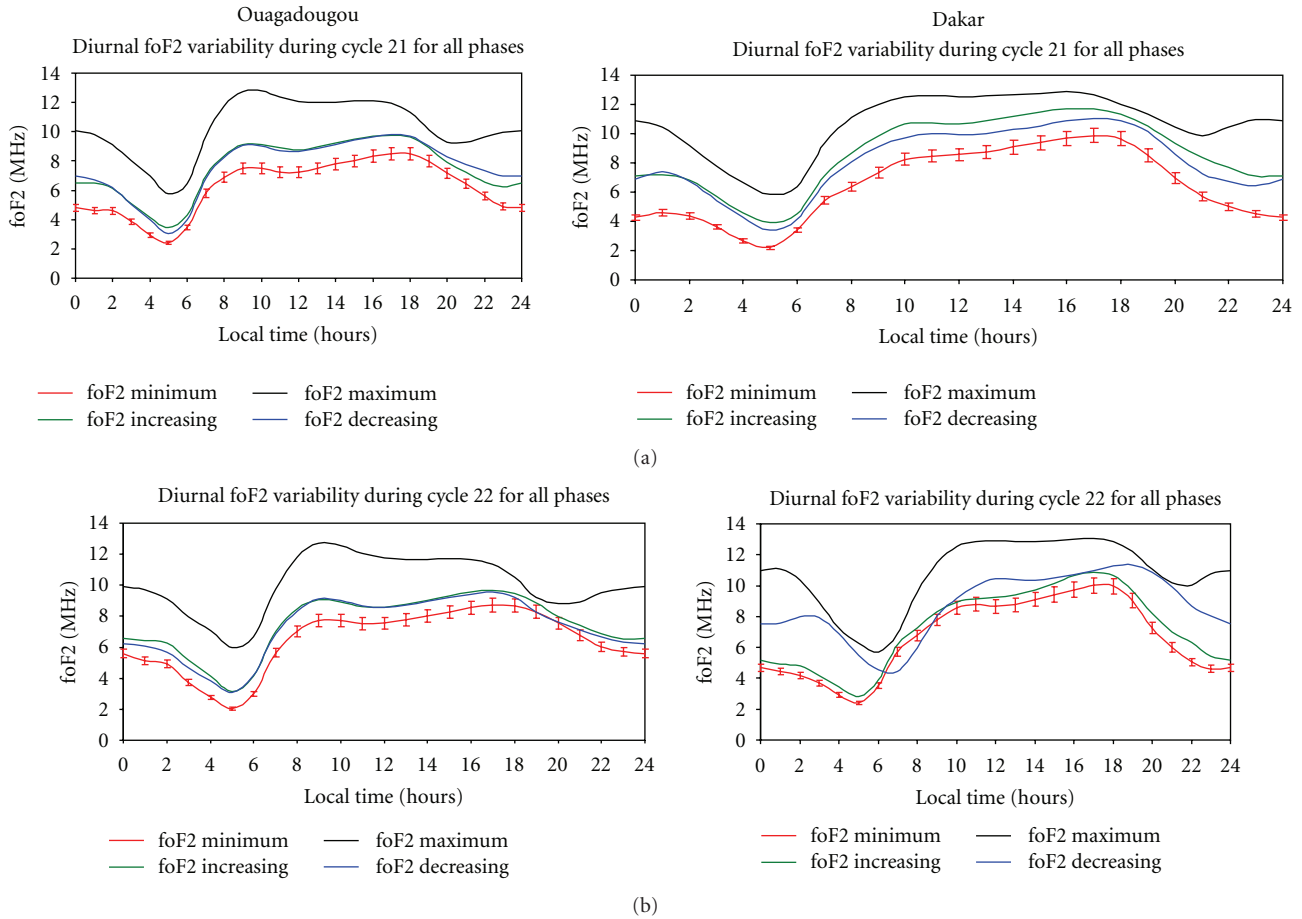 Ouagadougou
Diurnal foF2 variability during cycle 21 for all phases
14
12
10
8
6
4
2
0
foF2 (MHz)
0 2 4 6 8 10 12 14 16 18 20 22 24
Local time (hours)
foF2 minimum
foF2 maximum
foF2 increasing
foF2 decreasing
Dakar
Diurnal foF2 variability during cycle 21 for all phases
14
12
10
8
6
4
2
0
foF2 (MHz)
0 2 4 6 8 10 12 14 16 18 20 22 24
Local time (hours)
foF2 minimum
foF2 maximum
foF2 increasing
foF2 decreasing
(a)
Diurnal foF2 variability during cycle 22 for all phases
14
12
10
8
6
4
2
0
foF2 (MHz)
0 2 4 6 8 10 12 14 16 18 20 22 24
Local time (hours)
foF2 minimum
foF2 maximum
foF2 increasing
foF2 decreasing
Diurnal foF2 variability during cycle 22 for all phases
14
12
10
8
6
4
2
0
foF2 (MHz)
0 2 4 6 8 10 12 14 16 18 20 22 24
Local time (hours)
foF2 minimum
foF2 maximum
foF2 increasing
foF2 decreasing
(b)